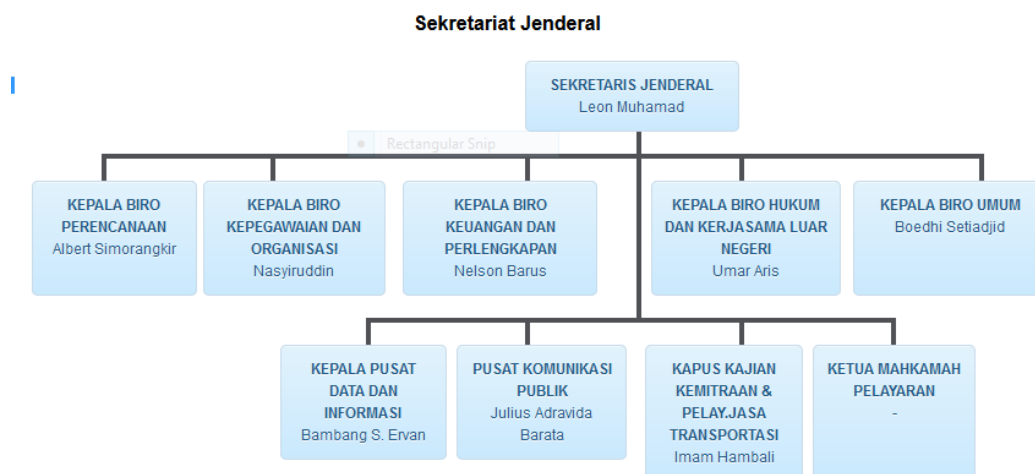 Sekretariat Jenderal
SEKRETARIS JENDERAL
Leon Muhamad
Rectangular Snip
KEPALA BIRO
PERENCANAAN
Albert Simorangkir
KEPALA BIRO
KEPEGAWAIAN DAN
ORGANISASI
Nasyiruddin
KEPALA BIRO
KEUANGAN DAN
PERLENGKAPAN
Nelson Barus
KEPALA BIRO HUKUM
DAN KERJASAMA LUAR
NEGERI
Umar Aris
KEPALA BIRO UMUM
Boedhi Setiadjid
KEPALA PUSAT
DATA DAN
INFORMASI
Bambang S. Ervan
PUSAT KOMUNIKASI
PUBLIK
Julius Adravida
Barata
KAPUS KAJIAN
KEMITRAAN &
PELAY.JASA
TRANSPORTASI
Imam Hambali
KETUA MAHKAMAH
PELAYARAN
-